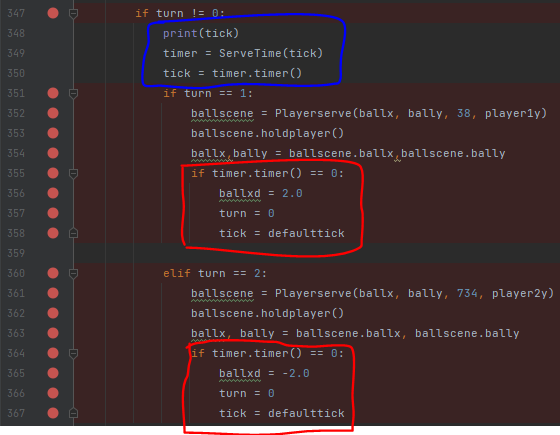 347 if turn != 0:
348 print(tick)
349 timer = ServeTime(tick)
350 tick = timer.timer()
351 if turn == 1:
352 ballscene = Playerserve(ballx, bally, 38, player1y)
353 ballscene.holdplayer()
354 ballx,bally = ballscene.ballx,ballscene.bally
355 if timer.timer() == 0:
356 ballxd = 2.0
357 turn = 0
358 tick = defaulttick
359
360 elif turn == 2:
361 ballscene = Playerserve(ballx, bally, 734, player2y)
362 ballscene.holdplayer()
363 ballx, bally = ballscene.ballx, ballscene.bally
364 if timer.timer() == 0:
365 ballxd = -2.0
366 turn = 0
367 tick = defaulttick